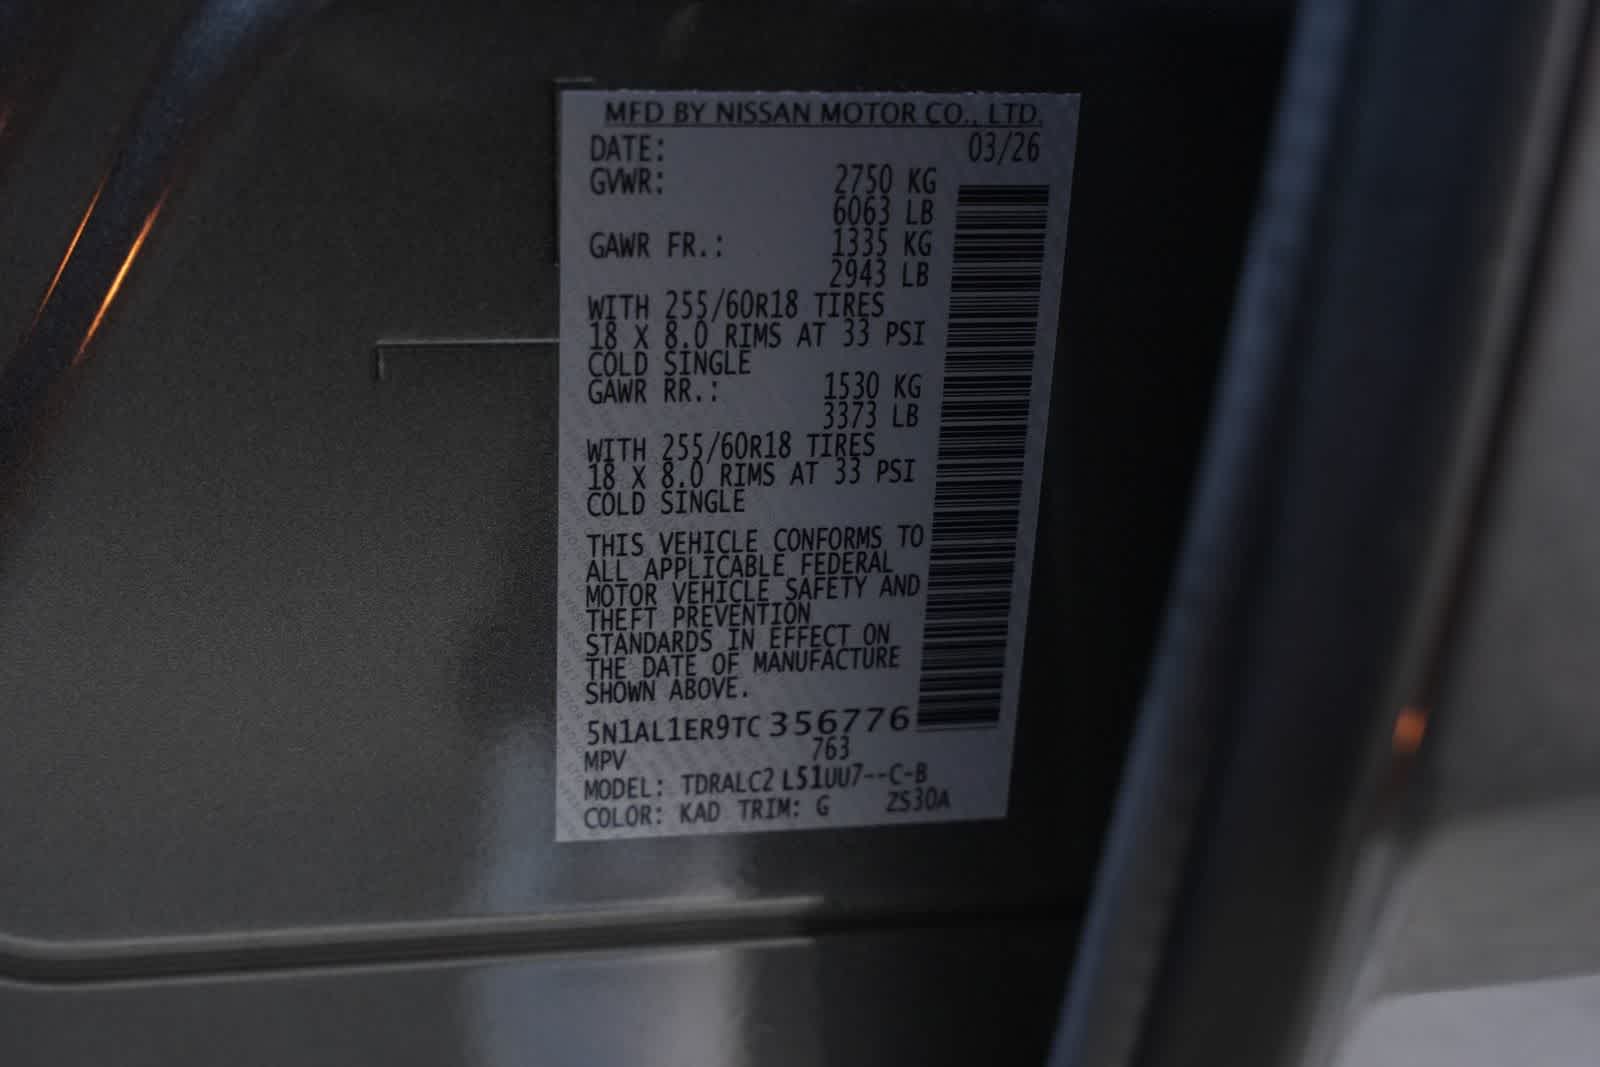 MFD BY NISSAN MOTOR CO., LTD.
DATE: 03/26
GVWR: 2750 KG
6063 LB
GAWR FR.: 1335 KG
2943 LB
WITH 255/60R18 TIRES
18 X 8.0 RIMS AT 33 PSI
COLD SINGLE
GAWR RR.: 1530 KG
3373 LB
WITH 255/60R18 TIRES
18 X 8.0 RIMS AT 33 PSI
COLD SINGLE
THIS VEHICLE CONFORMS TO
ALL APPLICABLE FEDERAL
MOTOR VEHICLE SAFETY AND
THEFT PREVENTION
STANDARDS IN EFFECT ON
THE DATE OF MANUFACTURE
SHOWN ABOVE.
5N1AL1ER9TC356776
MPV 763
MODEL: TDRALC2 L51UU7--C-B
COLOR: KAD TRIM: G ZS30A